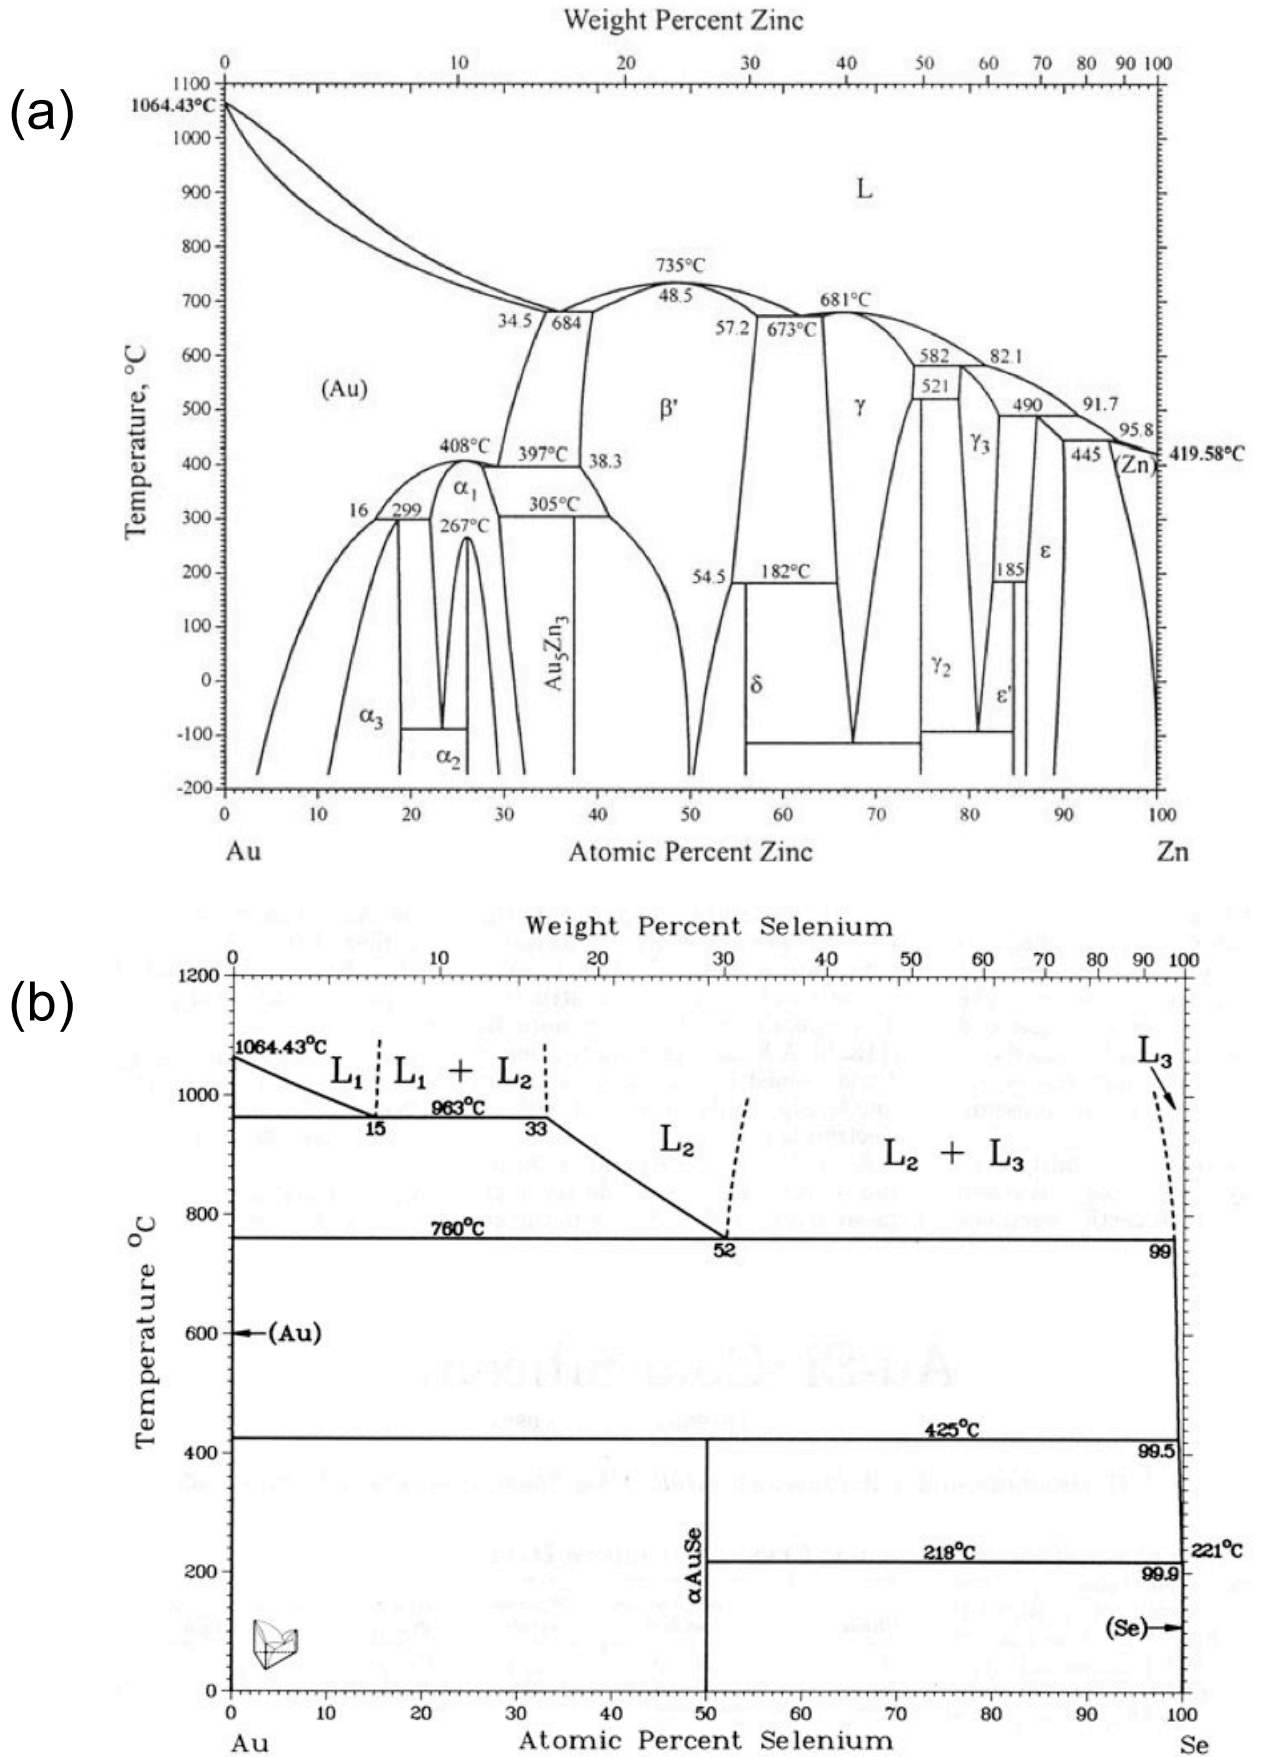 (a)
Weight Percent Zinc
0 10 20 30 40 50 60 70 80 90 100
1100
1064.43°C
1000
900
800
700
600
500
400
300
200
100
0
-100
-200
Temperature, °C
L
735°C
48.5
681°C
34.5 684
57.2 673°C
582 82.1
521
(Au)
β'
γ
490 91.7
γ3
95.8
408°C
397°C 38.3
445 (Zn) 419.58°C
α1
16 299
305°C
267°C
ε
54.5 182°C
185
Au5Zn3
δ
γ2
ε'
α3
α2
0 10 20 30 40 50 60 70 80 90 100
Au Atomic Percent Zinc Zn
(b)
Weight Percent Selenium
0 10 20 30 40 50 60 70 80 90 100
1200
1000
800
600
400
200
0
Temperature °C
1064.43°C
L1 L1 + L2
L3
963°C
15 33
L2
L2 + L3
760°C
52 99
(Au)
425°C
99.5
αAuSe
218°C 221°C
99.9
(Se)
0 10 20 30 40 50 60 70 80 90 100
Au Atomic Percent Selenium Se